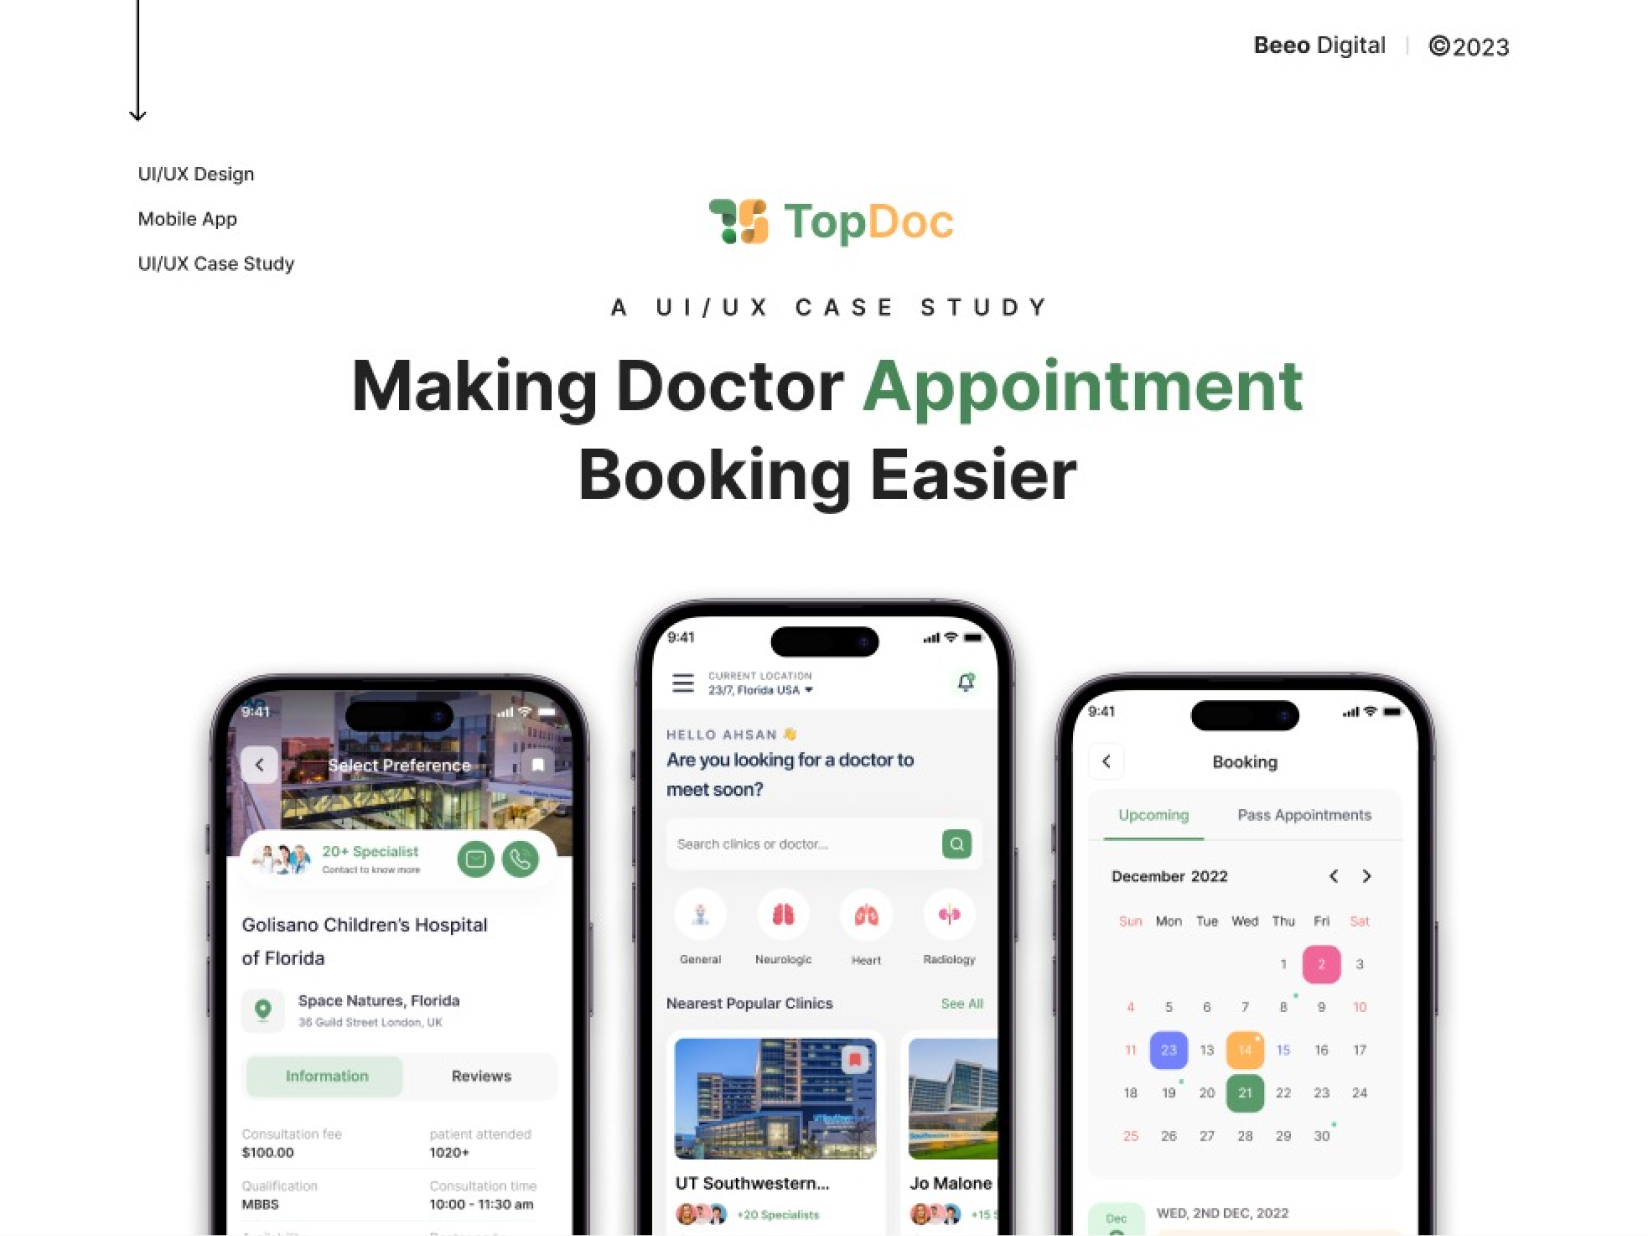 Beeo Digital | ©2023
UI/UX Design
Mobile App
UI/UX Case Study
TopDoc
A UI/UX CASE STUDY
Making Doctor Appointment
Booking Easier
9:41
Select Preference
20+ Specialist
Contact to know more
Golisano Children's Hospital
of Florida
Space Natures, Florida
36 Guild Street London, UK
Information Reviews
Consultation fee patient attended
$100.00 1020+
Qualification Consultation time
MBBS 10:00 - 11:30 am
9:41
CURRENT LOCATION
23/7, Florida USA
HELLO AHSAN 👋
Are you looking for a doctor to
meet soon?
Search clinics or doctor...
General Neurologic Heart Radiology
Nearest Popular Clinics See All
UT Southwestern... Jo Malone
+20 Specialists +15 S
9:41
Booking
Upcoming Pass Appointments
December 2022
Sun Mon Tue Wed Thu Fri Sat
1 2 3
4 5 6 7 8 9 10
11 23 13 14 15 16 17
18 19 20 21 22 23 24
25 26 27 28 29 30
Dec
WED, 2ND DEC, 2022